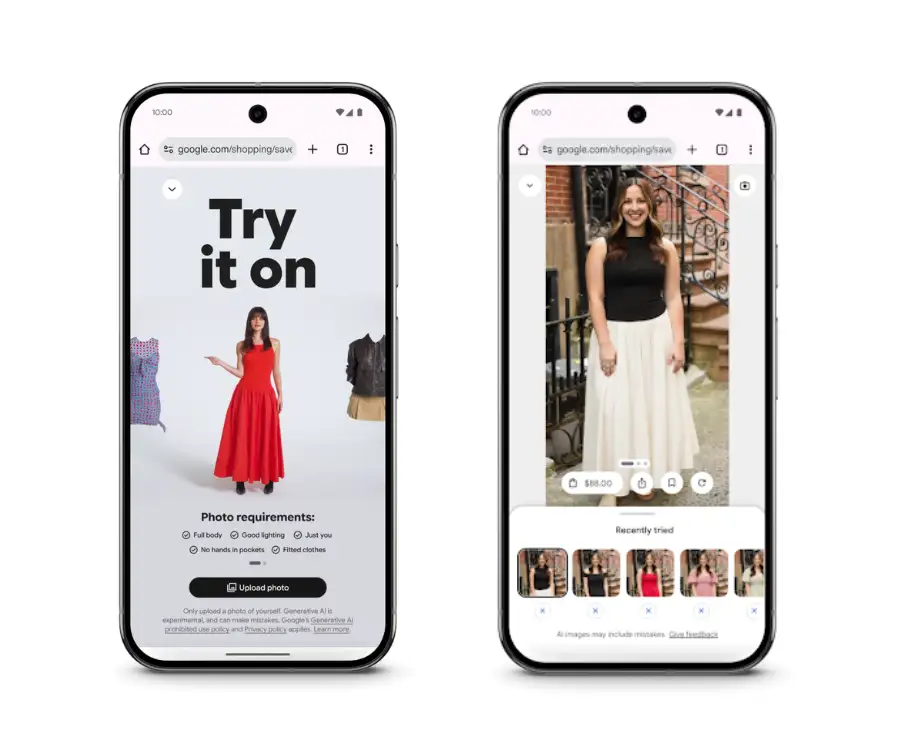 10:00
google.com/shopping/save
1
Try
it on
Photo requirements:
Full body Good lighting Just you
No hands in pockets Fitted clothes
Upload photo
Only upload a photo of yourself. Generative AI is
experimental, and can make mistakes. Google's Generative AI
prohibited use policy and Privacy policy applies. Learn more.
10:00
google.com/shopping/save
1
$88.00
Recently tried
AI images may include mistakes. Give feedback